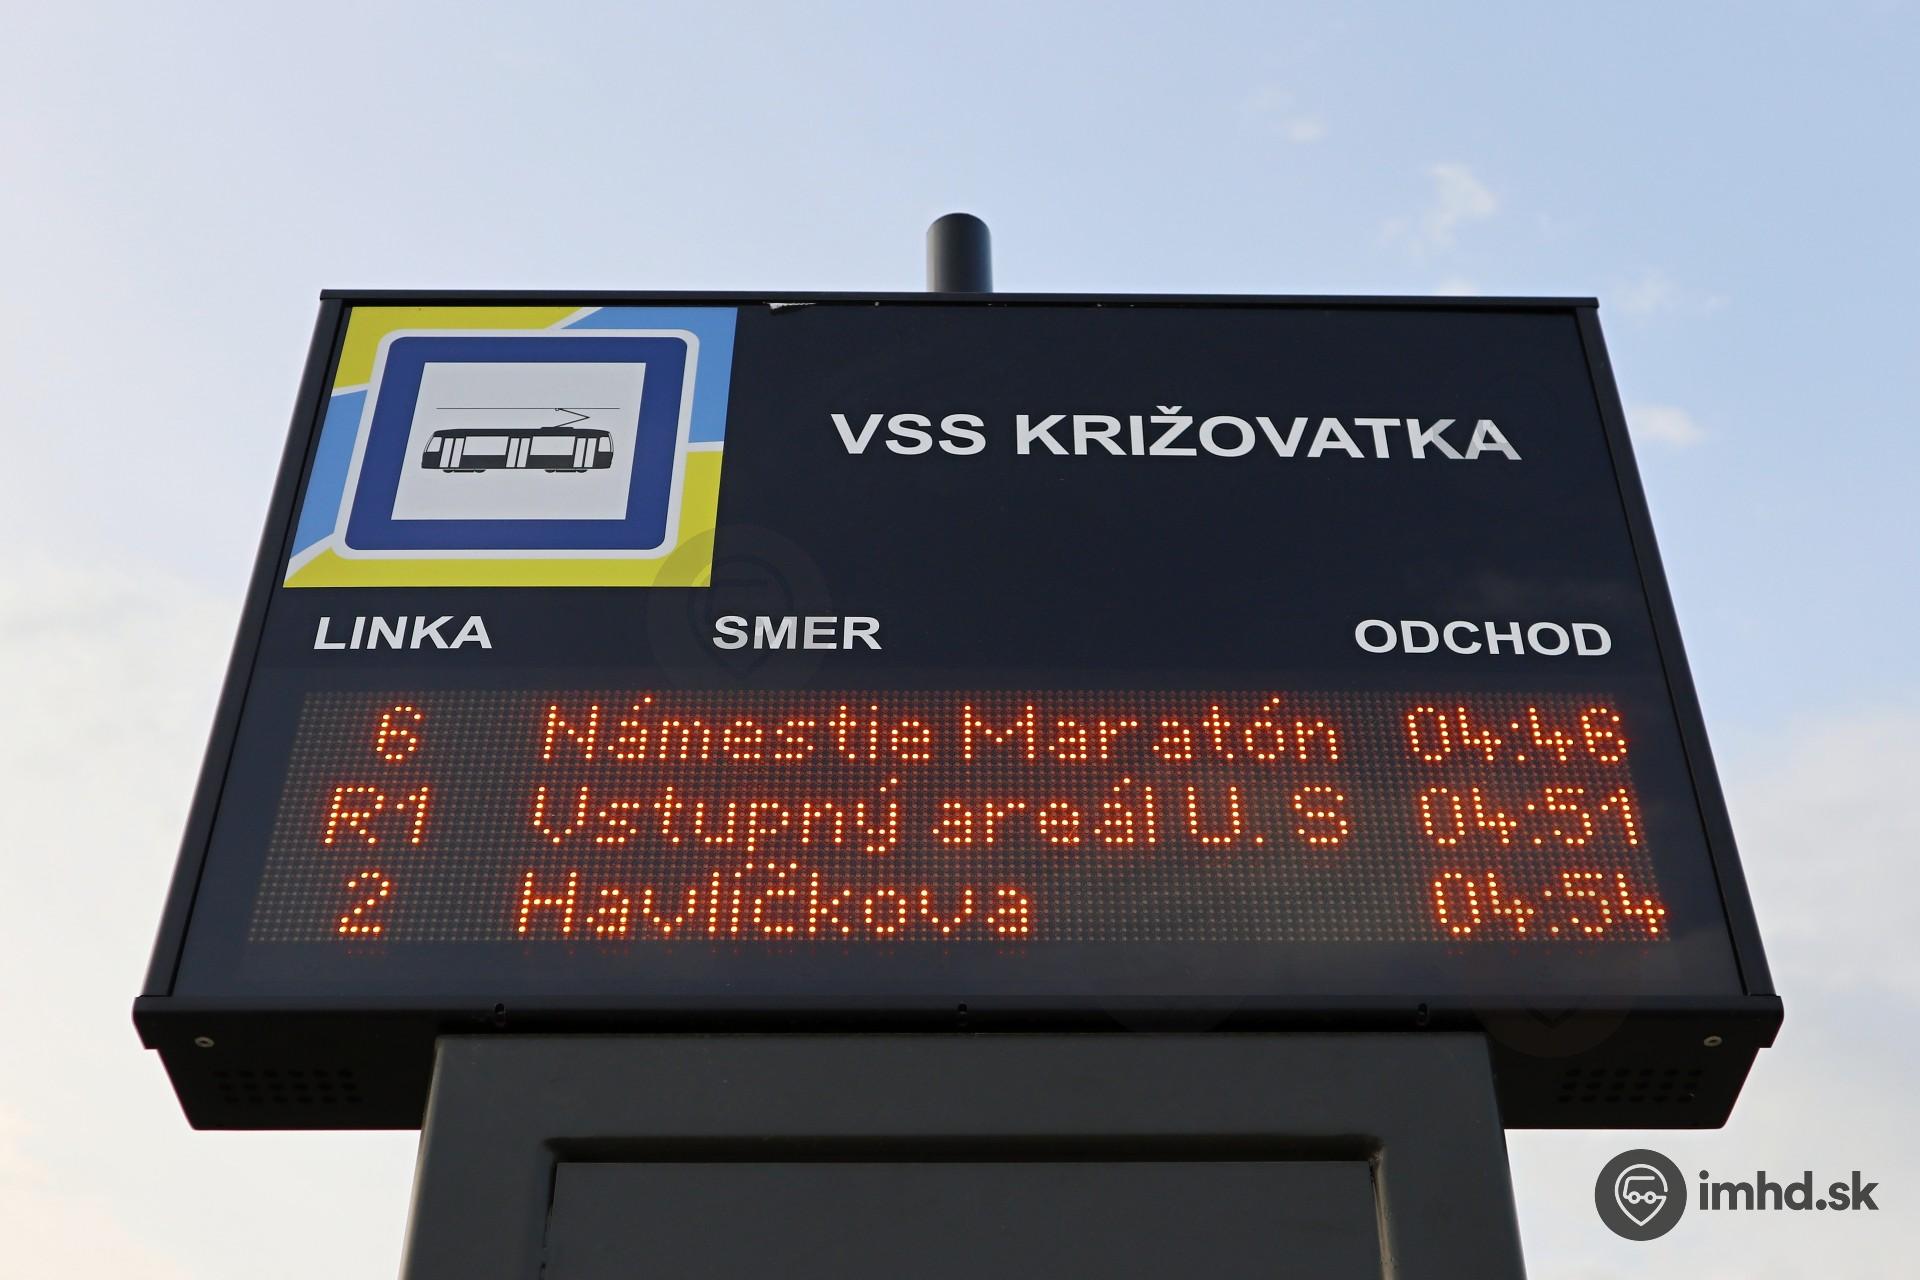 VSS KRIŽOVATKA
LINKA SMER ODCHOD
6 Námestie Maratón 04:46
R1 Vstupný areál U. S 04:51
2 Havlíčkova 04:54
imhd.sk